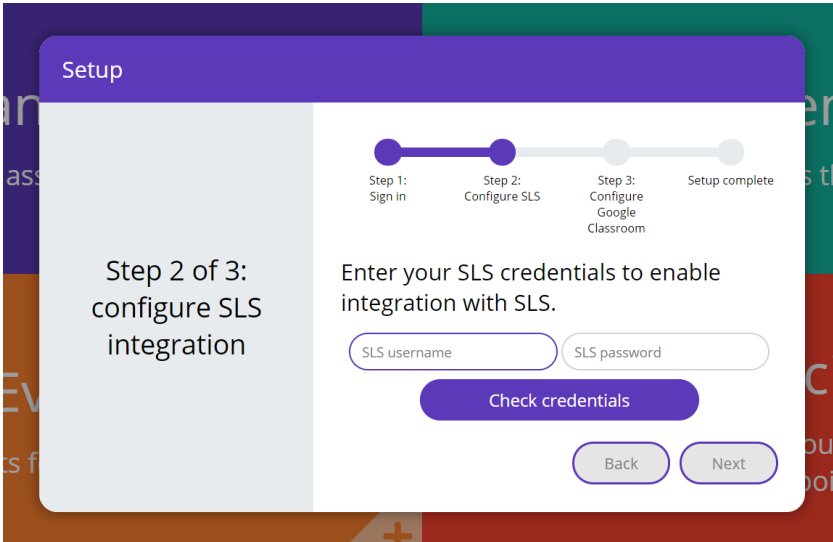 Setup
Step 1:
Sign in
Step 2:
Configure SLS
Step 3:
Configure
Google
Classroom
Setup complete
Step 2 of 3:
configure SLS
integration
Enter your SLS credentials to enable
integration with SLS.
SLS username
SLS password
Check credentials
Back
Next